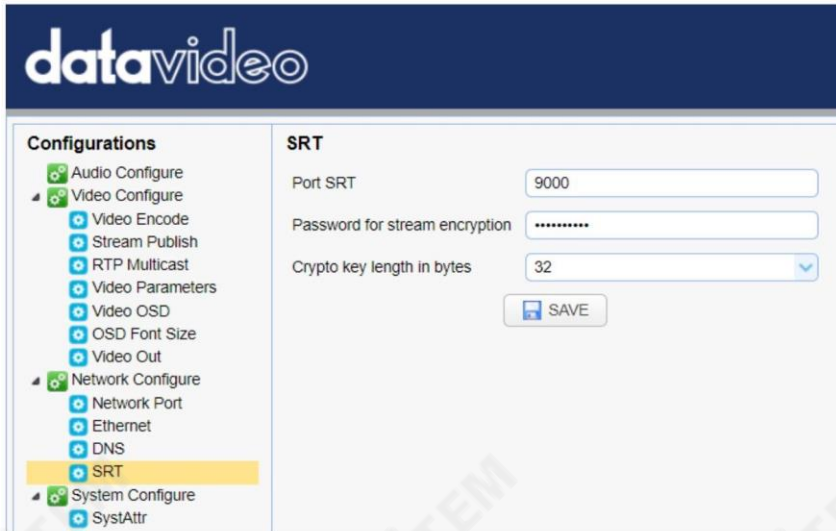 datavideo
Configurations
Audio Configure
Video Configure
Video Encode
Stream Publish
RTP Multicast
Video Parameters
Video OSD
OSD Font Size
Video Out
Network Configure
Network Port
Ethernet
DNS
SRT
System Configure
SystAttr
SRT
Port SRT 9000
Password for stream encryption ••••••••••
Crypto key length in bytes 32
SAVE